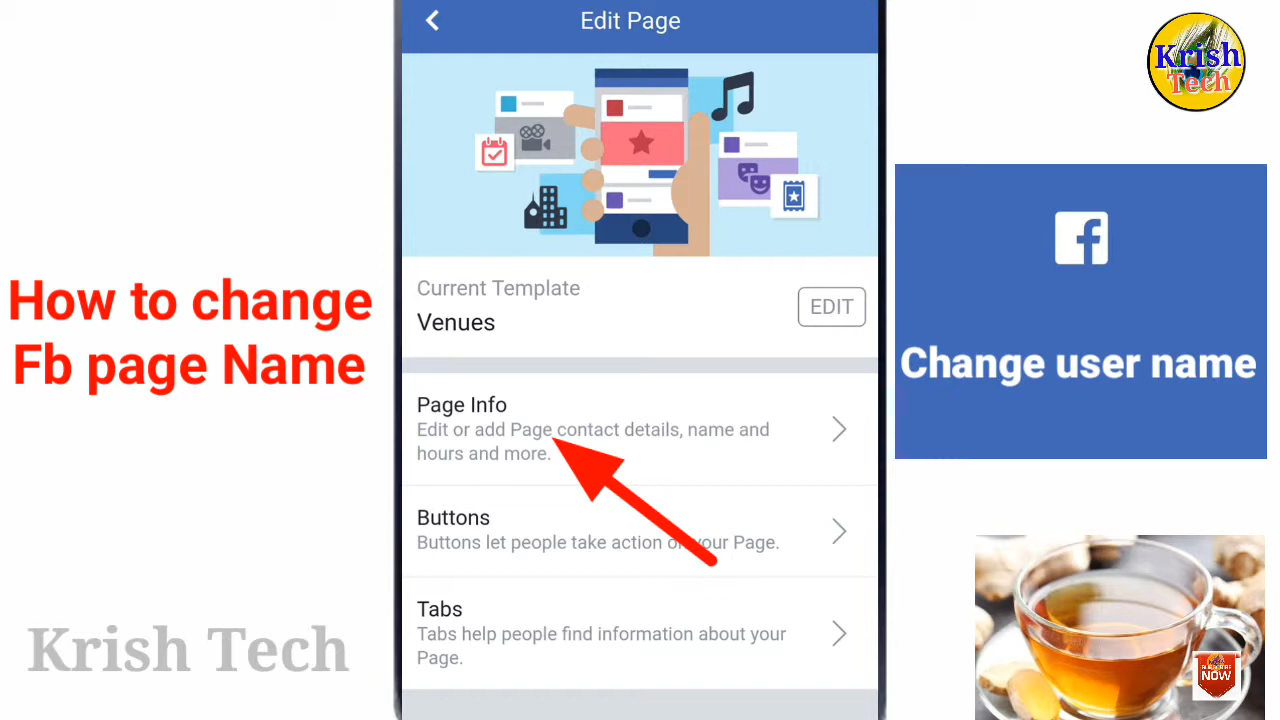 Edit Page
Krish
Tech
How to change
Fb page Name
Current Template
Venues
EDIT
Page Info
Edit or add Page contact details, name and
hours and more.
Buttons
Buttons let people take action on your Page.
Tabs
Tabs help people find information about your
Page.
Change user name
Krish Tech
SUBSCRIBE
NOW